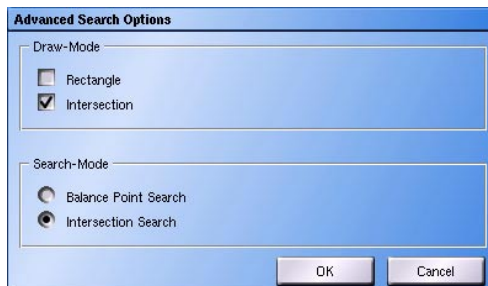 Advanced Search Options
Draw-Mode
Rectangle
Intersection
Search-Mode
Balance Point Search
Intersection Search
OK Cancel